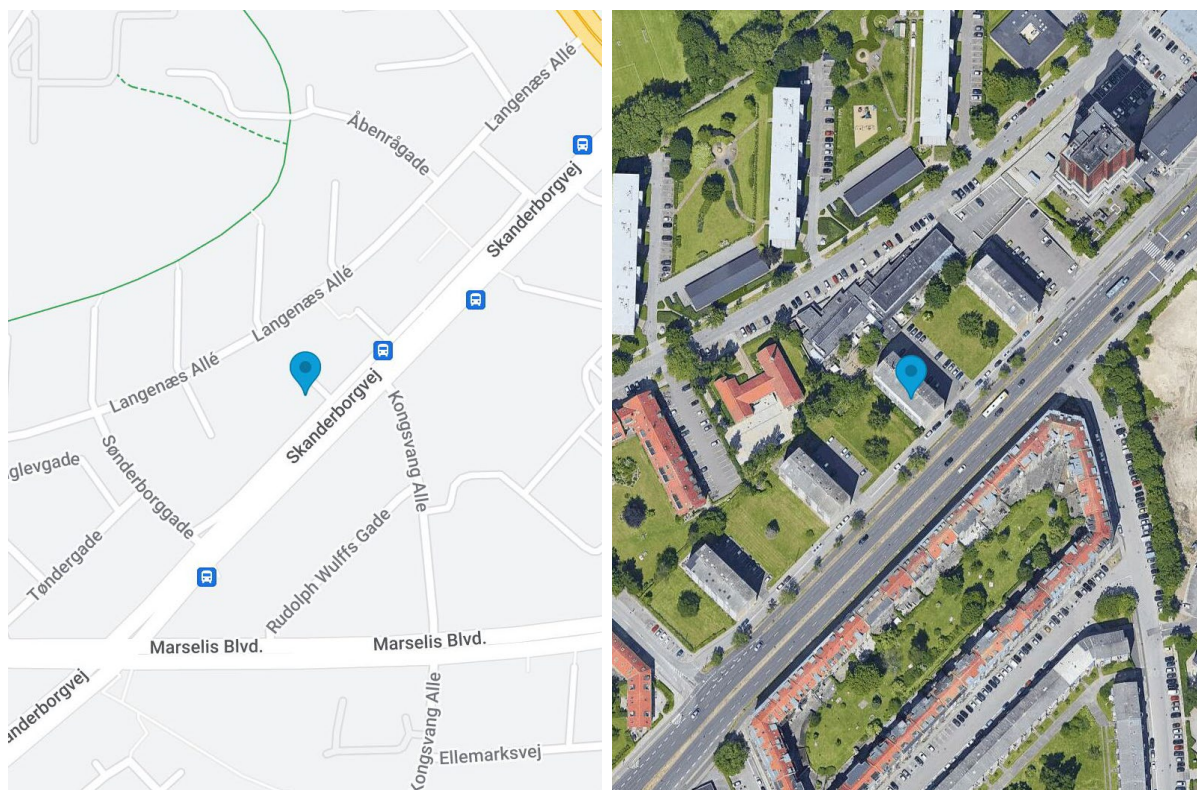 Langenæs Allé
Åbenrågade
Skanderborgvej
Langenæs Allé
Langenæs Allé
Skanderborgvej
Kongsvang Alle
glevgade
Sønderborggade
Tøndergade
Rudolph Wulffs Gade
Marselis Blvd.
Marselis Blvd.
anderborgvej
Kongsvang Alle
Ellemarksvej